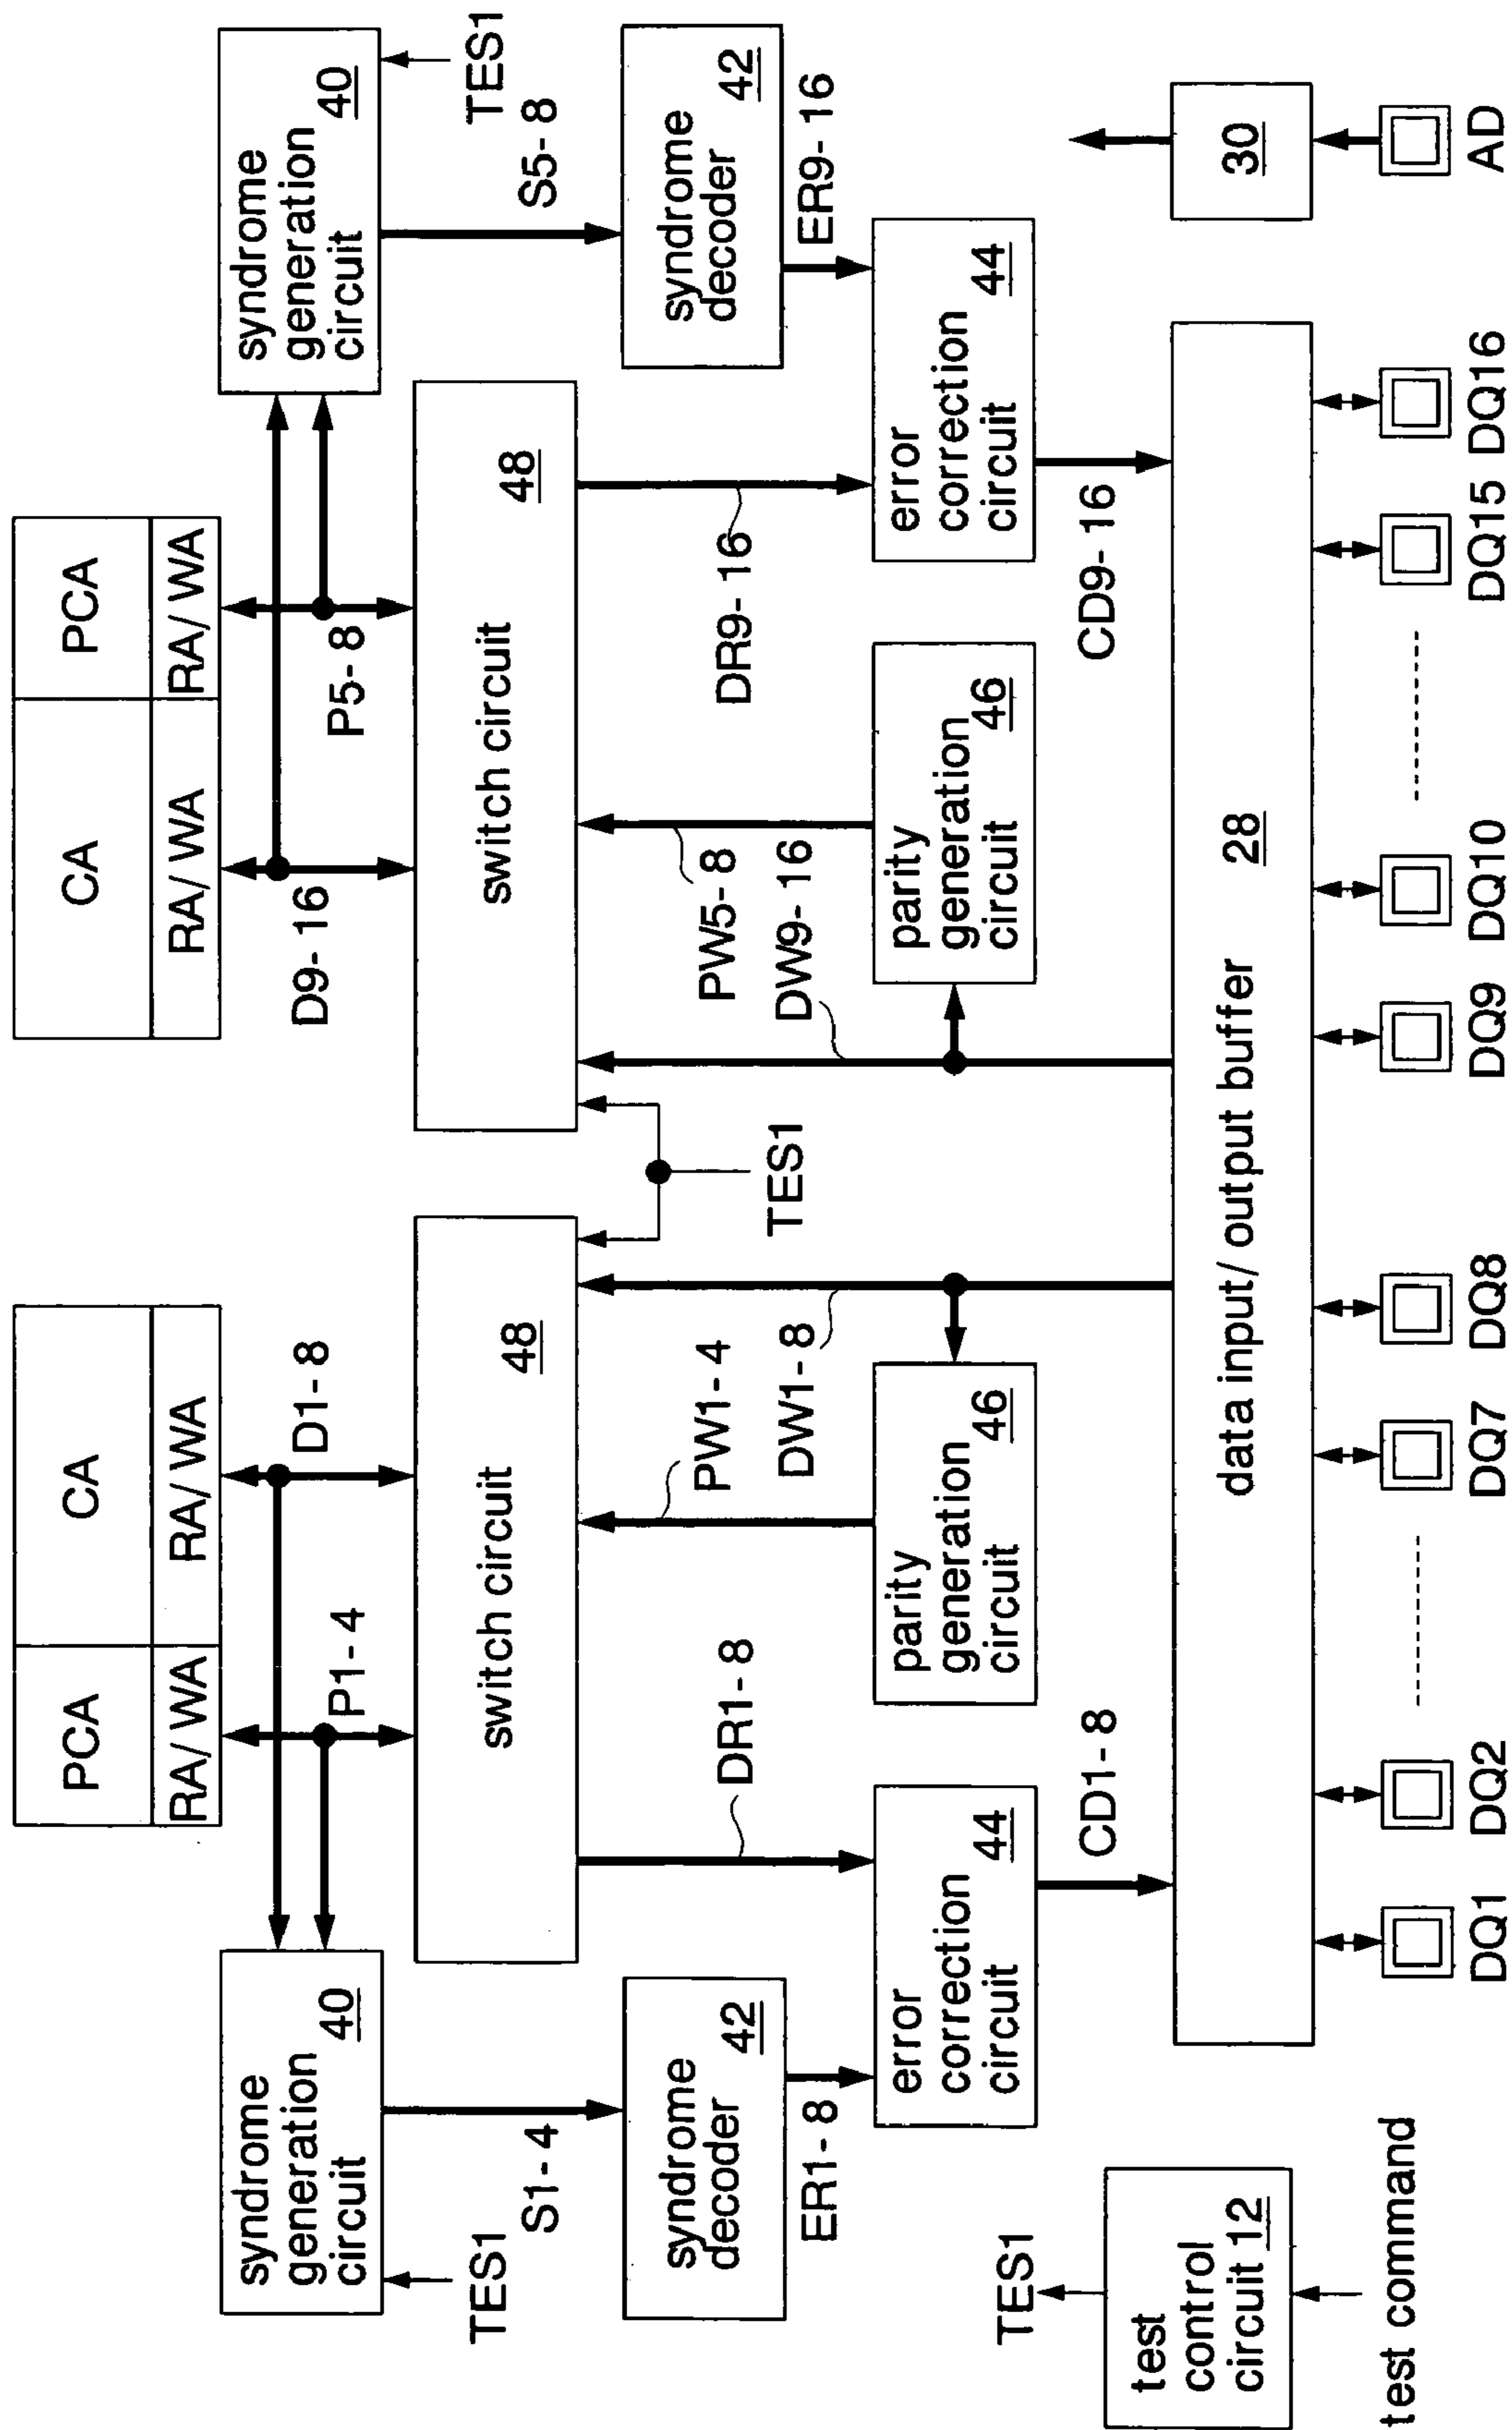 PCA
CA
CA
PCA
RA/ WA
RA/ WA
RA/ WA
RA/ WA
syndrome
generation
circuit 40
P1- 4
D1- 8
D9- 16
P5- 8
syndrome
generation
circuit 40
TES1
S1- 4
switch circuit 48
switch circuit 48
TES1
S5- 8
syndrome
decoder 42
DR1- 8
PW1- 4
DW1- 8
TES1
PW5- 8
DW9- 16
DR9- 16
syndrome
decoder 42
ER1- 8
ER9- 16
error
correction
circuit 44
parity
generation
circuit 46
parity
generation
circuit 46
error
correction
circuit 44
TES1
CD1- 8
CD9- 16
test
control
circuit 12
data input/ output buffer 28
30
test command
DQ1
DQ2
DQ7
DQ8
DQ9
DQ10
DQ15
DQ16
AD